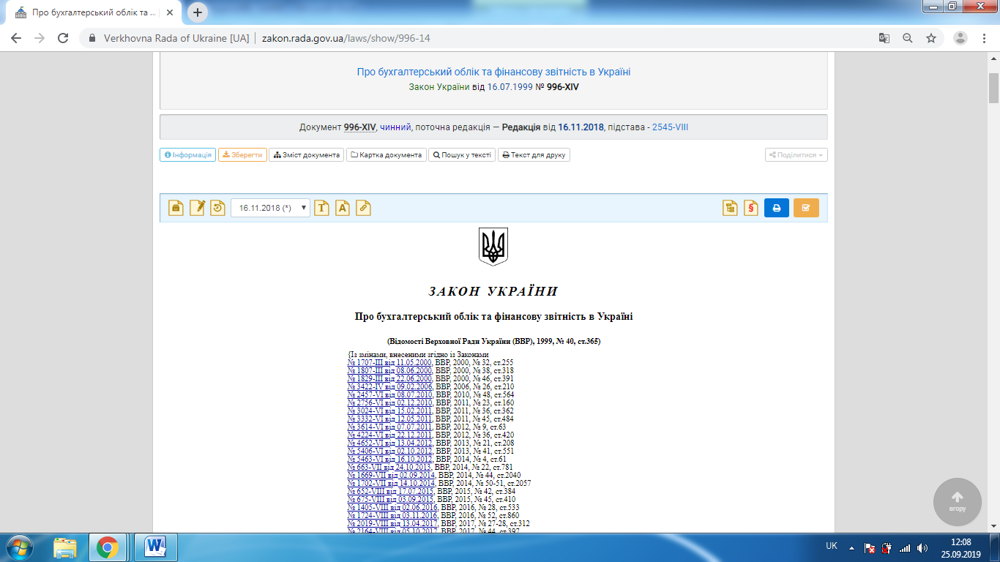 Про бухгалтерський облік та ...
Verkhovna Rada of Ukraine [UA] | zakon.rada.gov.ua/laws/show/996-14
Про бухгалтерський облік та фінансову звітність в Україні
Закон України від 16.07.1999 № 996-XIV
Документ 996-XIV, чинний, поточна редакція — Редакція від 16.11.2018, підстава - 2545-VIII
Інформація Зберегти Зміст документа Картка документа Пошук у тексті Текст для друку Поділитися
16.11.2018 (*) T A §
ЗАКОН УКРАЇНИ
Про бухгалтерський облік та фінансову звітність в Україні
(Відомості Верховної Ради України (ВВР), 1999, № 40, ст.365)
{Із змінами, внесеними згідно із Законами
№ 1707-III від 11.05.2000, ВВР, 2000, № 32, ст.255
№ 1807-III від 08.06.2000, ВВР, 2000, № 38, ст.318
№ 1829-III від 22.06.2000, ВВР, 2000, № 46, ст.391
№ 3422-IV від 09.02.2006, ВВР, 2006, № 26, ст.210
№ 2457-VI від 08.07.2010, ВВР, 2010, № 48, ст.564
№ 2756-VI від 02.12.2010, ВВР, 2011, № 23, ст.160
№ 3024-VI від 15.02.2011, ВВР, 2011, № 36, ст.362
№ 3332-VI від 12.05.2011, ВВР, 2011, № 45, ст.484
№ 3614-VI від 07.07.2011, ВВР, 2012, № 9, ст.63
№ 4224-VI від 22.12.2011, ВВР, 2012, № 36, ст.420
№ 4652-VI від 13.04.2012, ВВР, 2013, № 21, ст.208
№ 5406-VI від 02.10.2012, ВВР, 2013, № 41, ст.551
№ 5463-VI від 16.10.2012, ВВР, 2014, № 4, ст.61
№ 663-VII від 24.10.2013, ВВР, 2014, № 22, ст.781
№ 1669-VII від 02.09.2014, ВВР, 2014, № 44, ст.2040
№ 1702-VII від 14.10.2014, ВВР, 2014, № 50-51, ст.2057
№ 652-VIII від 17.07.2015, ВВР, 2015, № 42, ст.384
№ 675-VIII від 03.09.2015, ВВР, 2015, № 45, ст.410
№ 1405-VIII від 02.06.2016, ВВР, 2016, № 28, ст.533
№ 1724-VIII від 03.11.2016, ВВР, 2016, № 52, ст.860
№ 2019-VIII від 13.04.2017, ВВР, 2017, № 27-28, ст.312
№ 2164-VIII від 05.10.2017, ВВР, 2017, № 44, ст.397
вгору
UK
12:08
25.09.2019